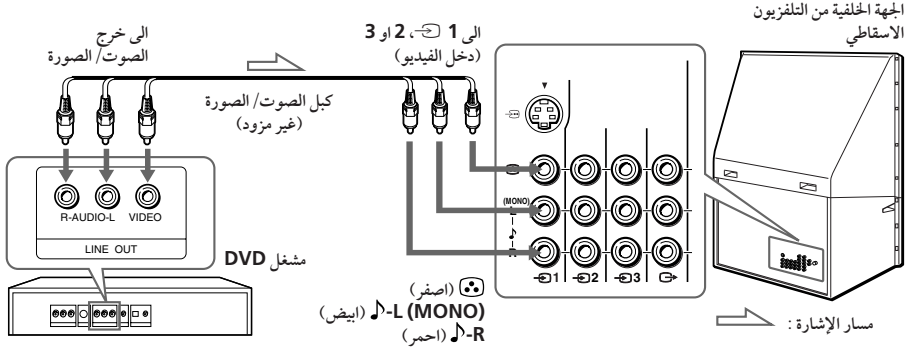 الجهة الخلفية من التلفزيون
الاسقاطي
الى 1، 2 او 3
(دخل الفيديو)
الى خرج
الصوت/ الصورة
كبل الصوت/ الصورة
(غير مزود)
(MONO)
L
R
1 2 3
R-AUDIO-L VIDEO
LINE OUT
مشغل DVD
(اصفر)
L (MONO)-♪ (ابيض)
R-♪ (احمر)
مسار الإشارة :